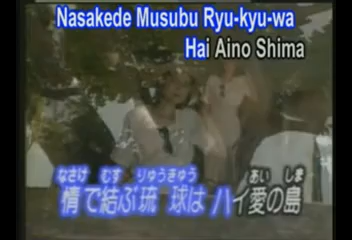 Nasakede Musubu Ryu-kyu-wa
Hai Aino Shima
なさけ むす りゅうきゅう あい しま
情で結ぶ琉 球は ハイ愛の島